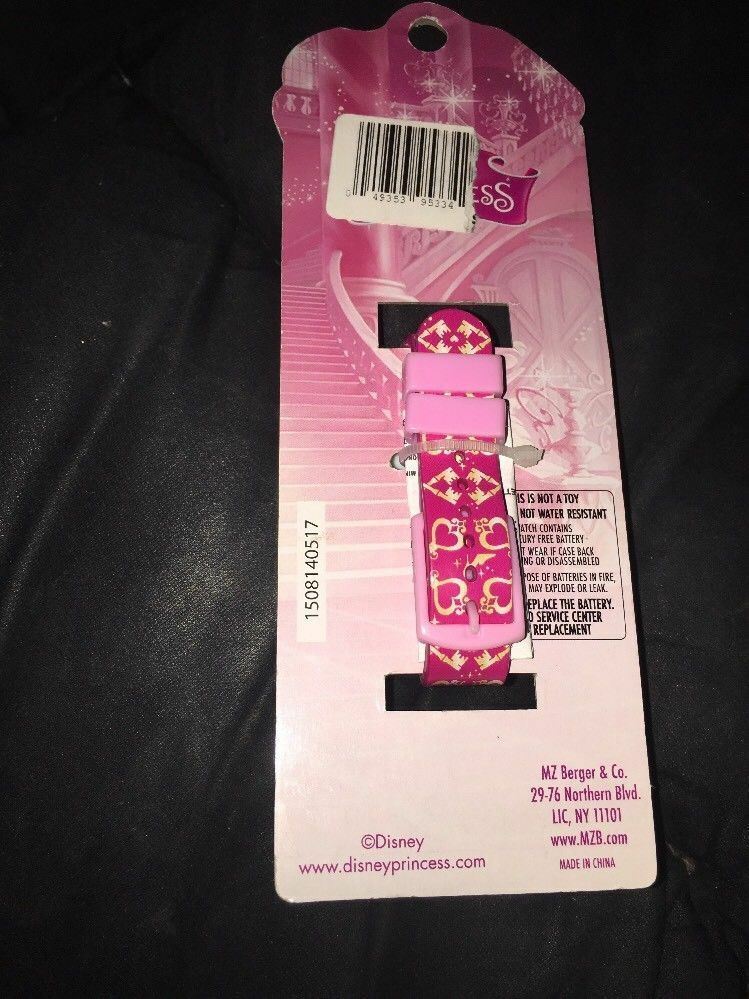 0 49353 95334
ess
1508140517
IS IS NOT A TOY
NOT WATER RESISTANT
ATCH CONTAINS
CURY FREE BATTERY
T WEAR IF CASE BACK
NG OR DISASSEMBLED
POSE OF BATTERIES IN FIRE,
MAY EXPLODE OR LEAK.
EPLACE THE BATTERY.
O SERVICE CENTER
REPLACEMENT
MZ Berger & Co.
29-76 Northern Blvd.
LIC, NY 11101
www.MZB.com
MADE IN CHINA
©Disney
www.disneyprincess.com